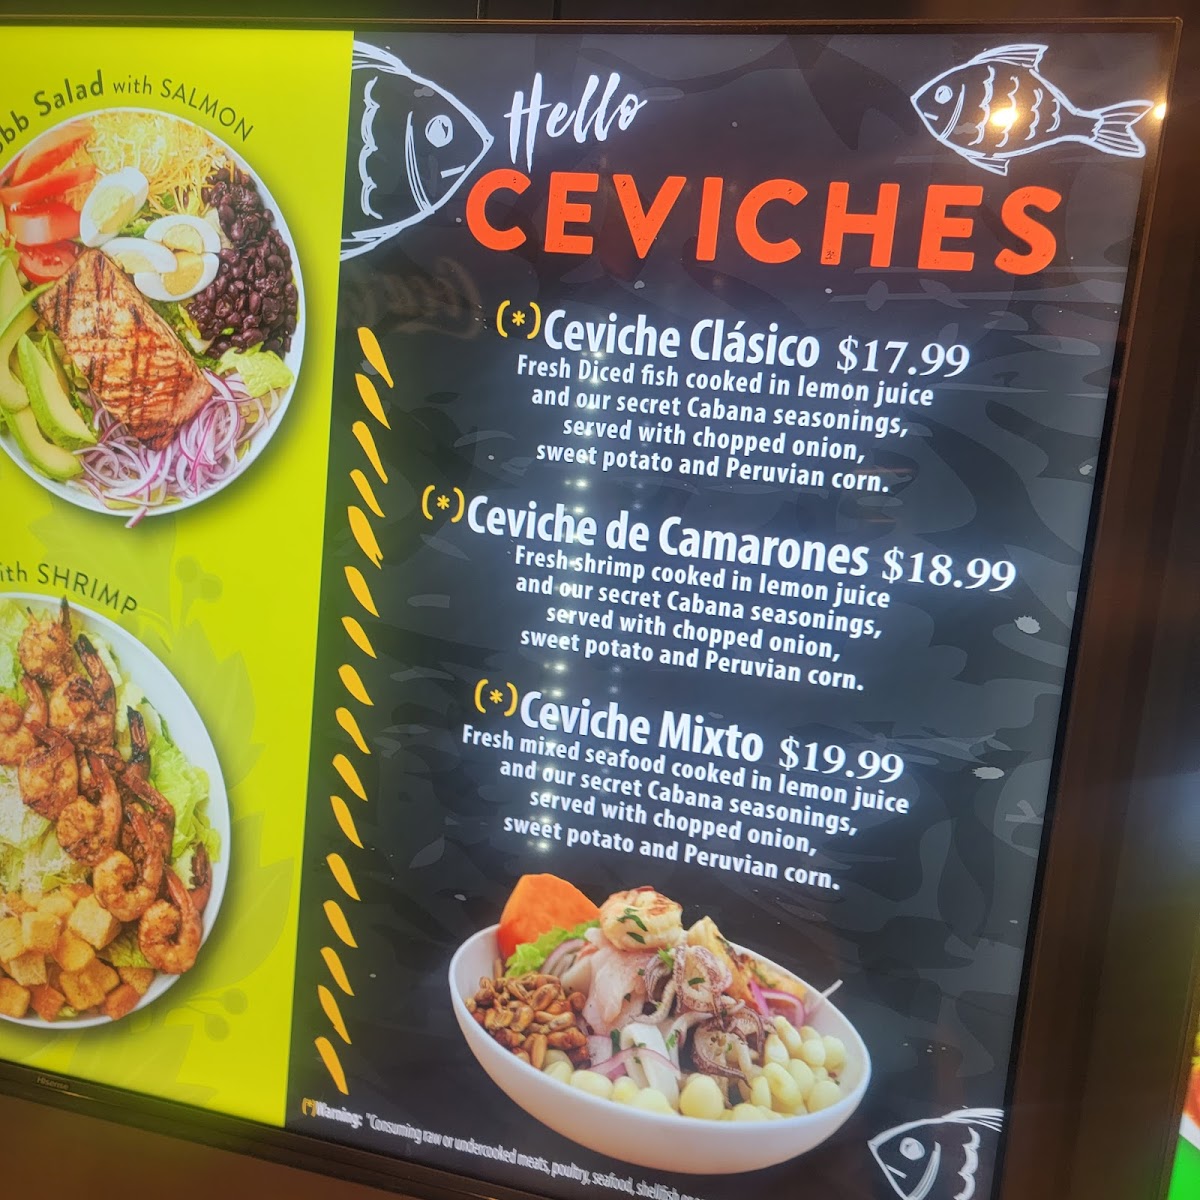 Salad with SALMON
with SHRIMP
Hello
CEVICHES
(*)Ceviche Clásico $17.99
Fresh Diced fish cooked in lemon juice
and our secret Cabana seasonings,
served with chopped onion,
sweet potato and Peruvian corn.
(*)Ceviche de Camarones $18.99
Fresh shrimp cooked in lemon juice
and our secret Cabana seasonings,
served with chopped onion,
sweet potato and Peruvian corn.
(*)Ceviche Mixto $19.99
Fresh mixed seafood cooked in lemon juice
and our secret Cabana seasonings,
served with chopped onion,
sweet potato and Peruvian corn.
(*)Warning: "Consuming raw or undercooked meats, poultry, seafood, shellfish
Hisense